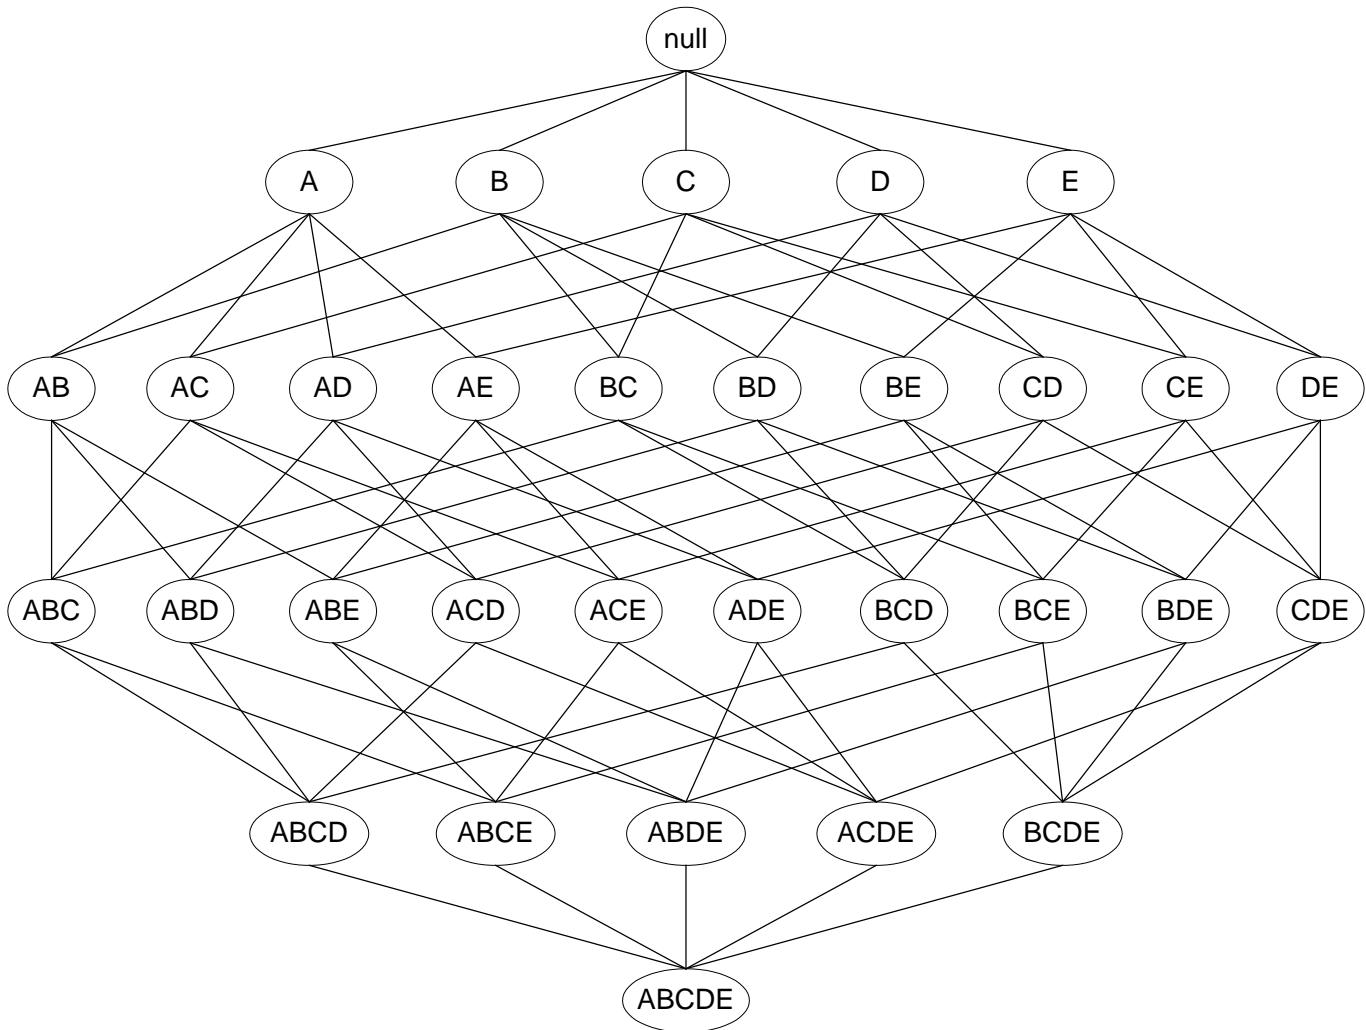 null
A B C D E
AB AC AD AE BC BD BE CD CE DE
ABC ABD ABE ACD ACE ADE BCD BCE BDE CDE
ABCD ABCE ABDE ACDE BCDE
ABCDE